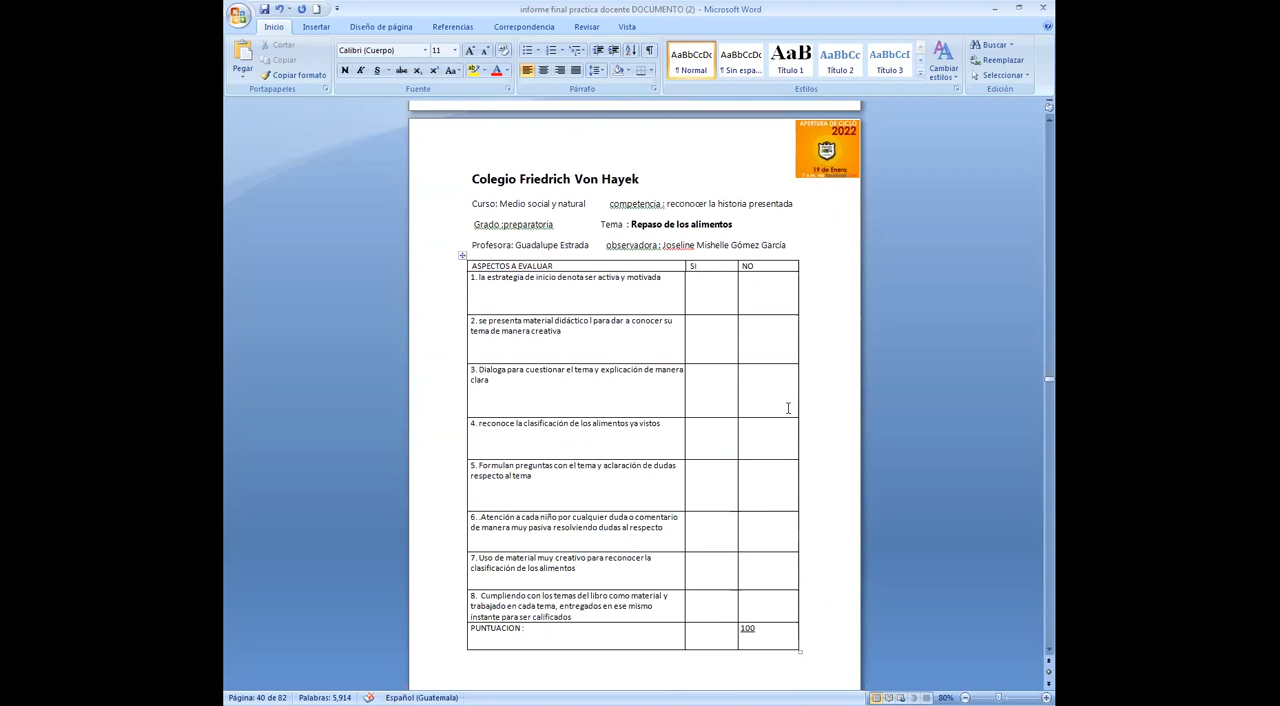 informe final practica docente DOCUMENTO (2) - Microsoft Word
Inicio Insertar Diseño de página Referencias Correspondencia Revisar Vista
Pegar
Cortar
Copiar
Copiar formato
Portapapeles
Calibri (Cuerpo) 11
N K S abc x₂ x² Aa
Fuente
Párrafo
AaBbCcDc AaBbCcDc AaB AaBbCc AaBbCcI
¶ Normal ¶ Sin espa... Título 1 Título 2 Título 3
Estilos
Cambiar estilos
Buscar
Reemplazar
Seleccionar
Edición
APERTURA DE CICLO
2022
19 de Enero
Colegio Friedrich Von Hayek
Curso: Medio social y natural competencia : reconocer la historia presentada
Grado :preparatoria Tema : Repaso de los alimentos
Profesora: Guadalupe Estrada observadora : Joseline Mishelle Gómez García
ASPECTOS A EVALUAR SI NO
1. la estrategia de inicio denota ser activa y motivada
2. se presenta material didáctico l para dar a conocer su
tema de manera creativa
3. Dialoga para cuestionar el tema y explicación de manera
clara
4. reconoce la clasificación de los alimentos ya vistos
5. Formulan preguntas con el tema y aclaración de dudas
respecto al tema
6. .Atención a cada niño por cualquier duda o comentario
de manera muy pasiva resolviendo dudas al respecto
7. Uso de material muy creativo para reconocer la
clasificación de los alimentos
8. Cumpliendo con los temas del libro como material y
trabajado en cada tema, entregados en ese mismo
instante para ser calificados
PUNTUACION : 100
Página: 40 de 82 Palabras: 5,914 Español (Guatemala) 80%